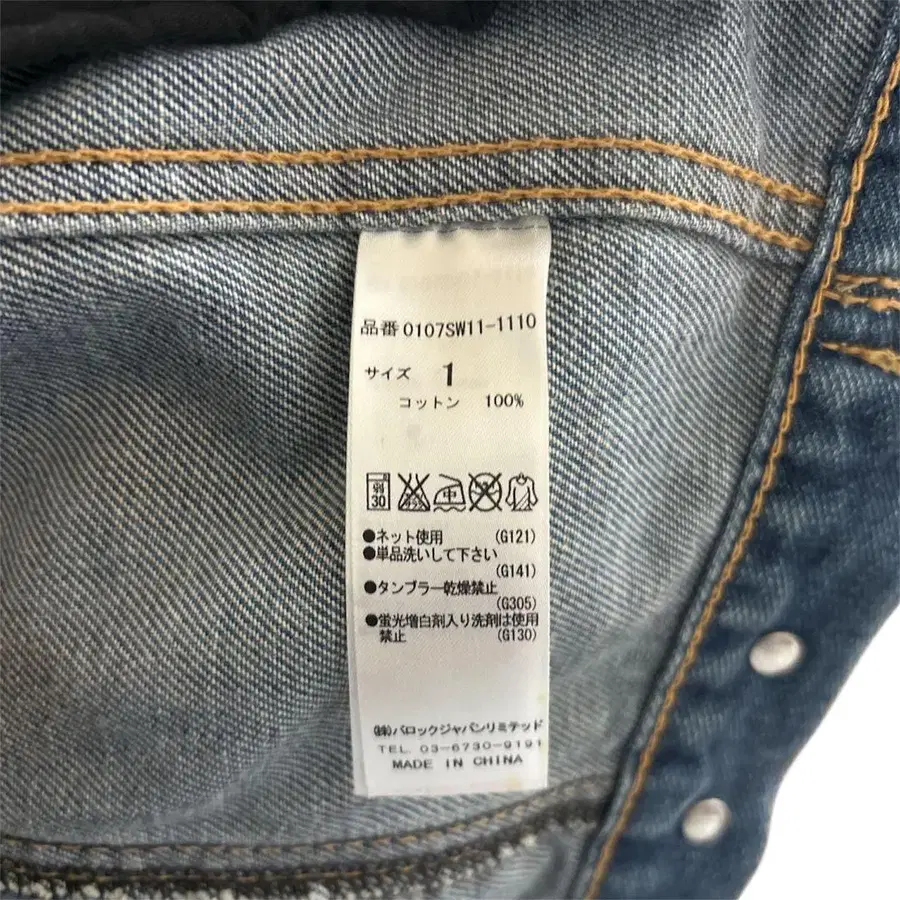 品番 0107SW11-1110
サイズ 1
コットン 100%
弱
30
中
●ネット使用 (G121)
●単品洗いして下さい
(G141)
●タンブラー乾燥禁止
(G305)
●蛍光増白剤入り洗剤は使用
禁止 (G130)
㈱バロックジャパンリミテッド
TEL. 03-6730-9191
MADE IN CHINA